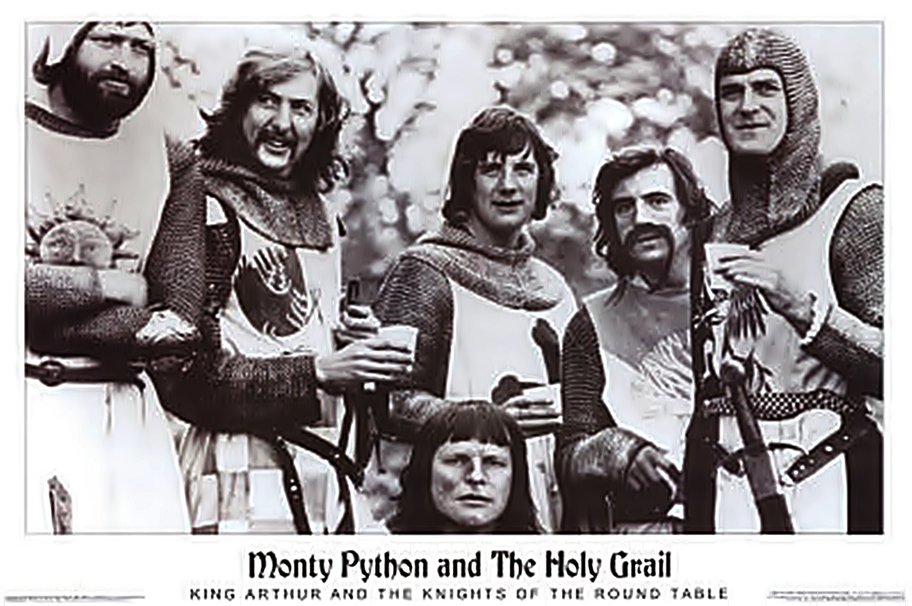 Monty Python and The Holy Grail
KING ARTHUR AND THE KNIGHTS OF THE ROUND TABLE